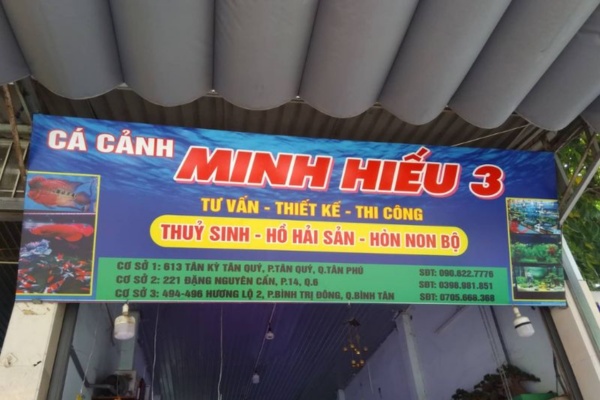 CÁ CẢNH MINH HIẾU 3
TƯ VẤN - THIẾT KẾ - THI CÔNG
THUỶ SINH - HỒ HẢI SẢN - HÒN NON BỘ
CƠ SỞ 1: 613 TÂN KỲ TÂN QUÝ, P.TÂN QUÝ, Q.TÂN PHÚ SĐT: 096.822.7776
CƠ SỞ 2: 221 ĐẶNG NGUYÊN CẨN, P.14, Q.6 SĐT: 0398.081.851
CƠ SỞ 3: 494-496 HƯƠNG LỘ 2, P.BÌNH TRỊ ĐÔNG, Q.BÌNH TÂN SĐT: 0705.668.368